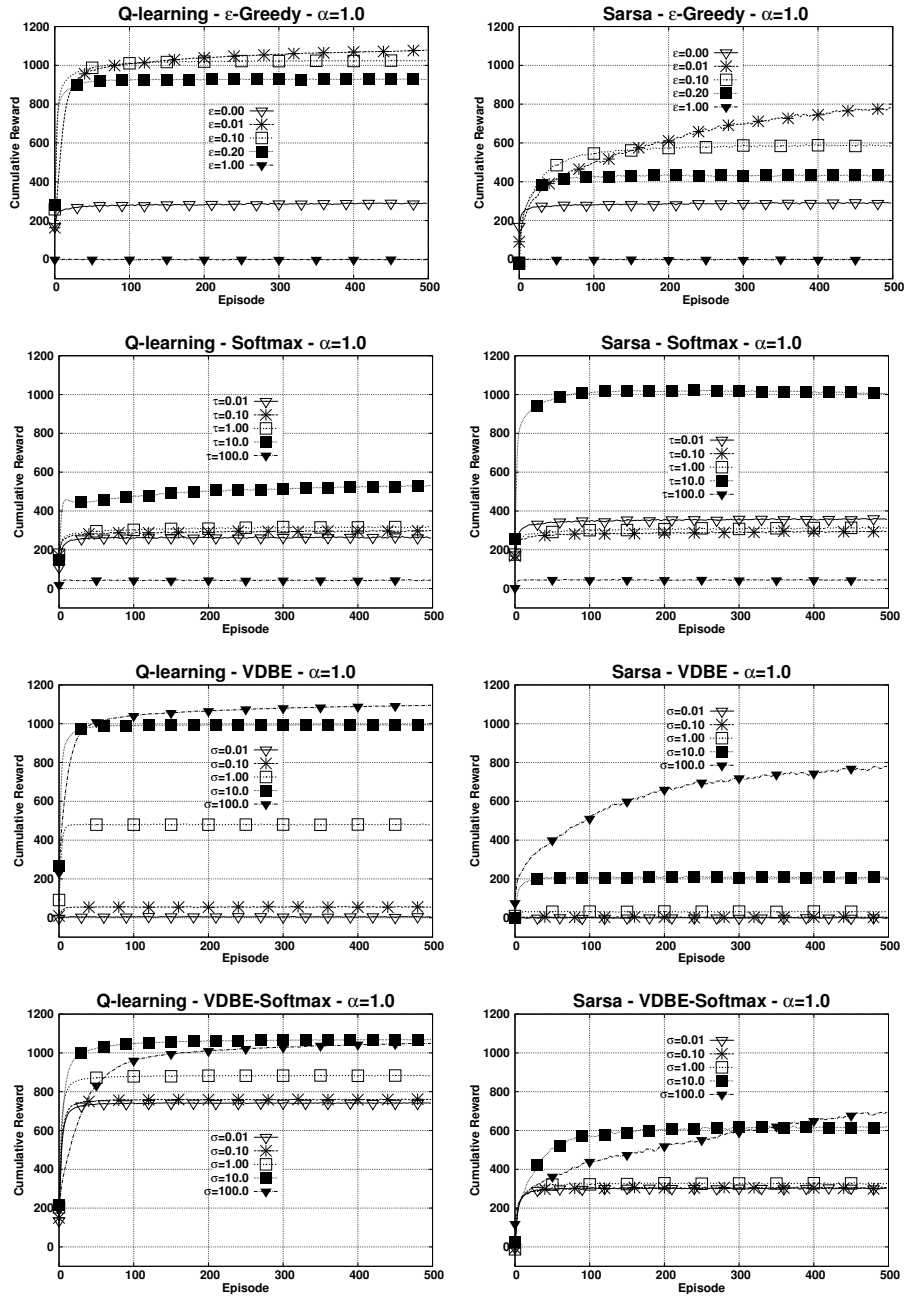 Q-learning - ε-Greedy - α=1.0
Cumulative Reward
1200
1000
800
600
400
200
0
ε=0.00
ε=0.01
ε=0.10
ε=0.20
ε=1.00
0 100 200 300 400 500
Episode
Sarsa - ε-Greedy - α=1.0
Cumulative Reward
1200
1000
800
600
400
200
0
ε=0.00
ε=0.01
ε=0.10
ε=0.20
ε=1.00
0 100 200 300 400 500
Episode
Q-learning - Softmax - α=1.0
Cumulative Reward
1200
1000
800
600
400
200
0
τ=0.01
τ=0.10
τ=1.00
τ=10.0
τ=100.0
0 100 200 300 400 500
Episode
Sarsa - Softmax - α=1.0
Cumulative Reward
1200
1000
800
600
400
200
0
τ=0.01
τ=0.10
τ=1.00
τ=10.0
τ=100.0
0 100 200 300 400 500
Episode
Q-learning - VDBE - α=1.0
Cumulative Reward
1200
1000
800
600
400
200
0
σ=0.01
σ=0.10
σ=1.00
σ=10.0
σ=100.0
0 100 200 300 400 500
Episode
Sarsa - VDBE - α=1.0
Cumulative Reward
1200
1000
800
600
400
200
0
σ=0.01
σ=0.10
σ=1.00
σ=10.0
σ=100.0
0 100 200 300 400 500
Episode
Q-learning - VDBE-Softmax - α=1.0
Cumulative Reward
1200
1000
800
600
400
200
0
σ=0.01
σ=0.10
σ=1.00
σ=10.0
σ=100.0
0 100 200 300 400 500
Episode
Sarsa - VDBE-Softmax - α=1.0
Cumulative Reward
1200
1000
800
600
400
200
0
σ=0.01
σ=0.10
σ=1.00
σ=10.0
σ=100.0
0 100 200 300 400 500
Episode